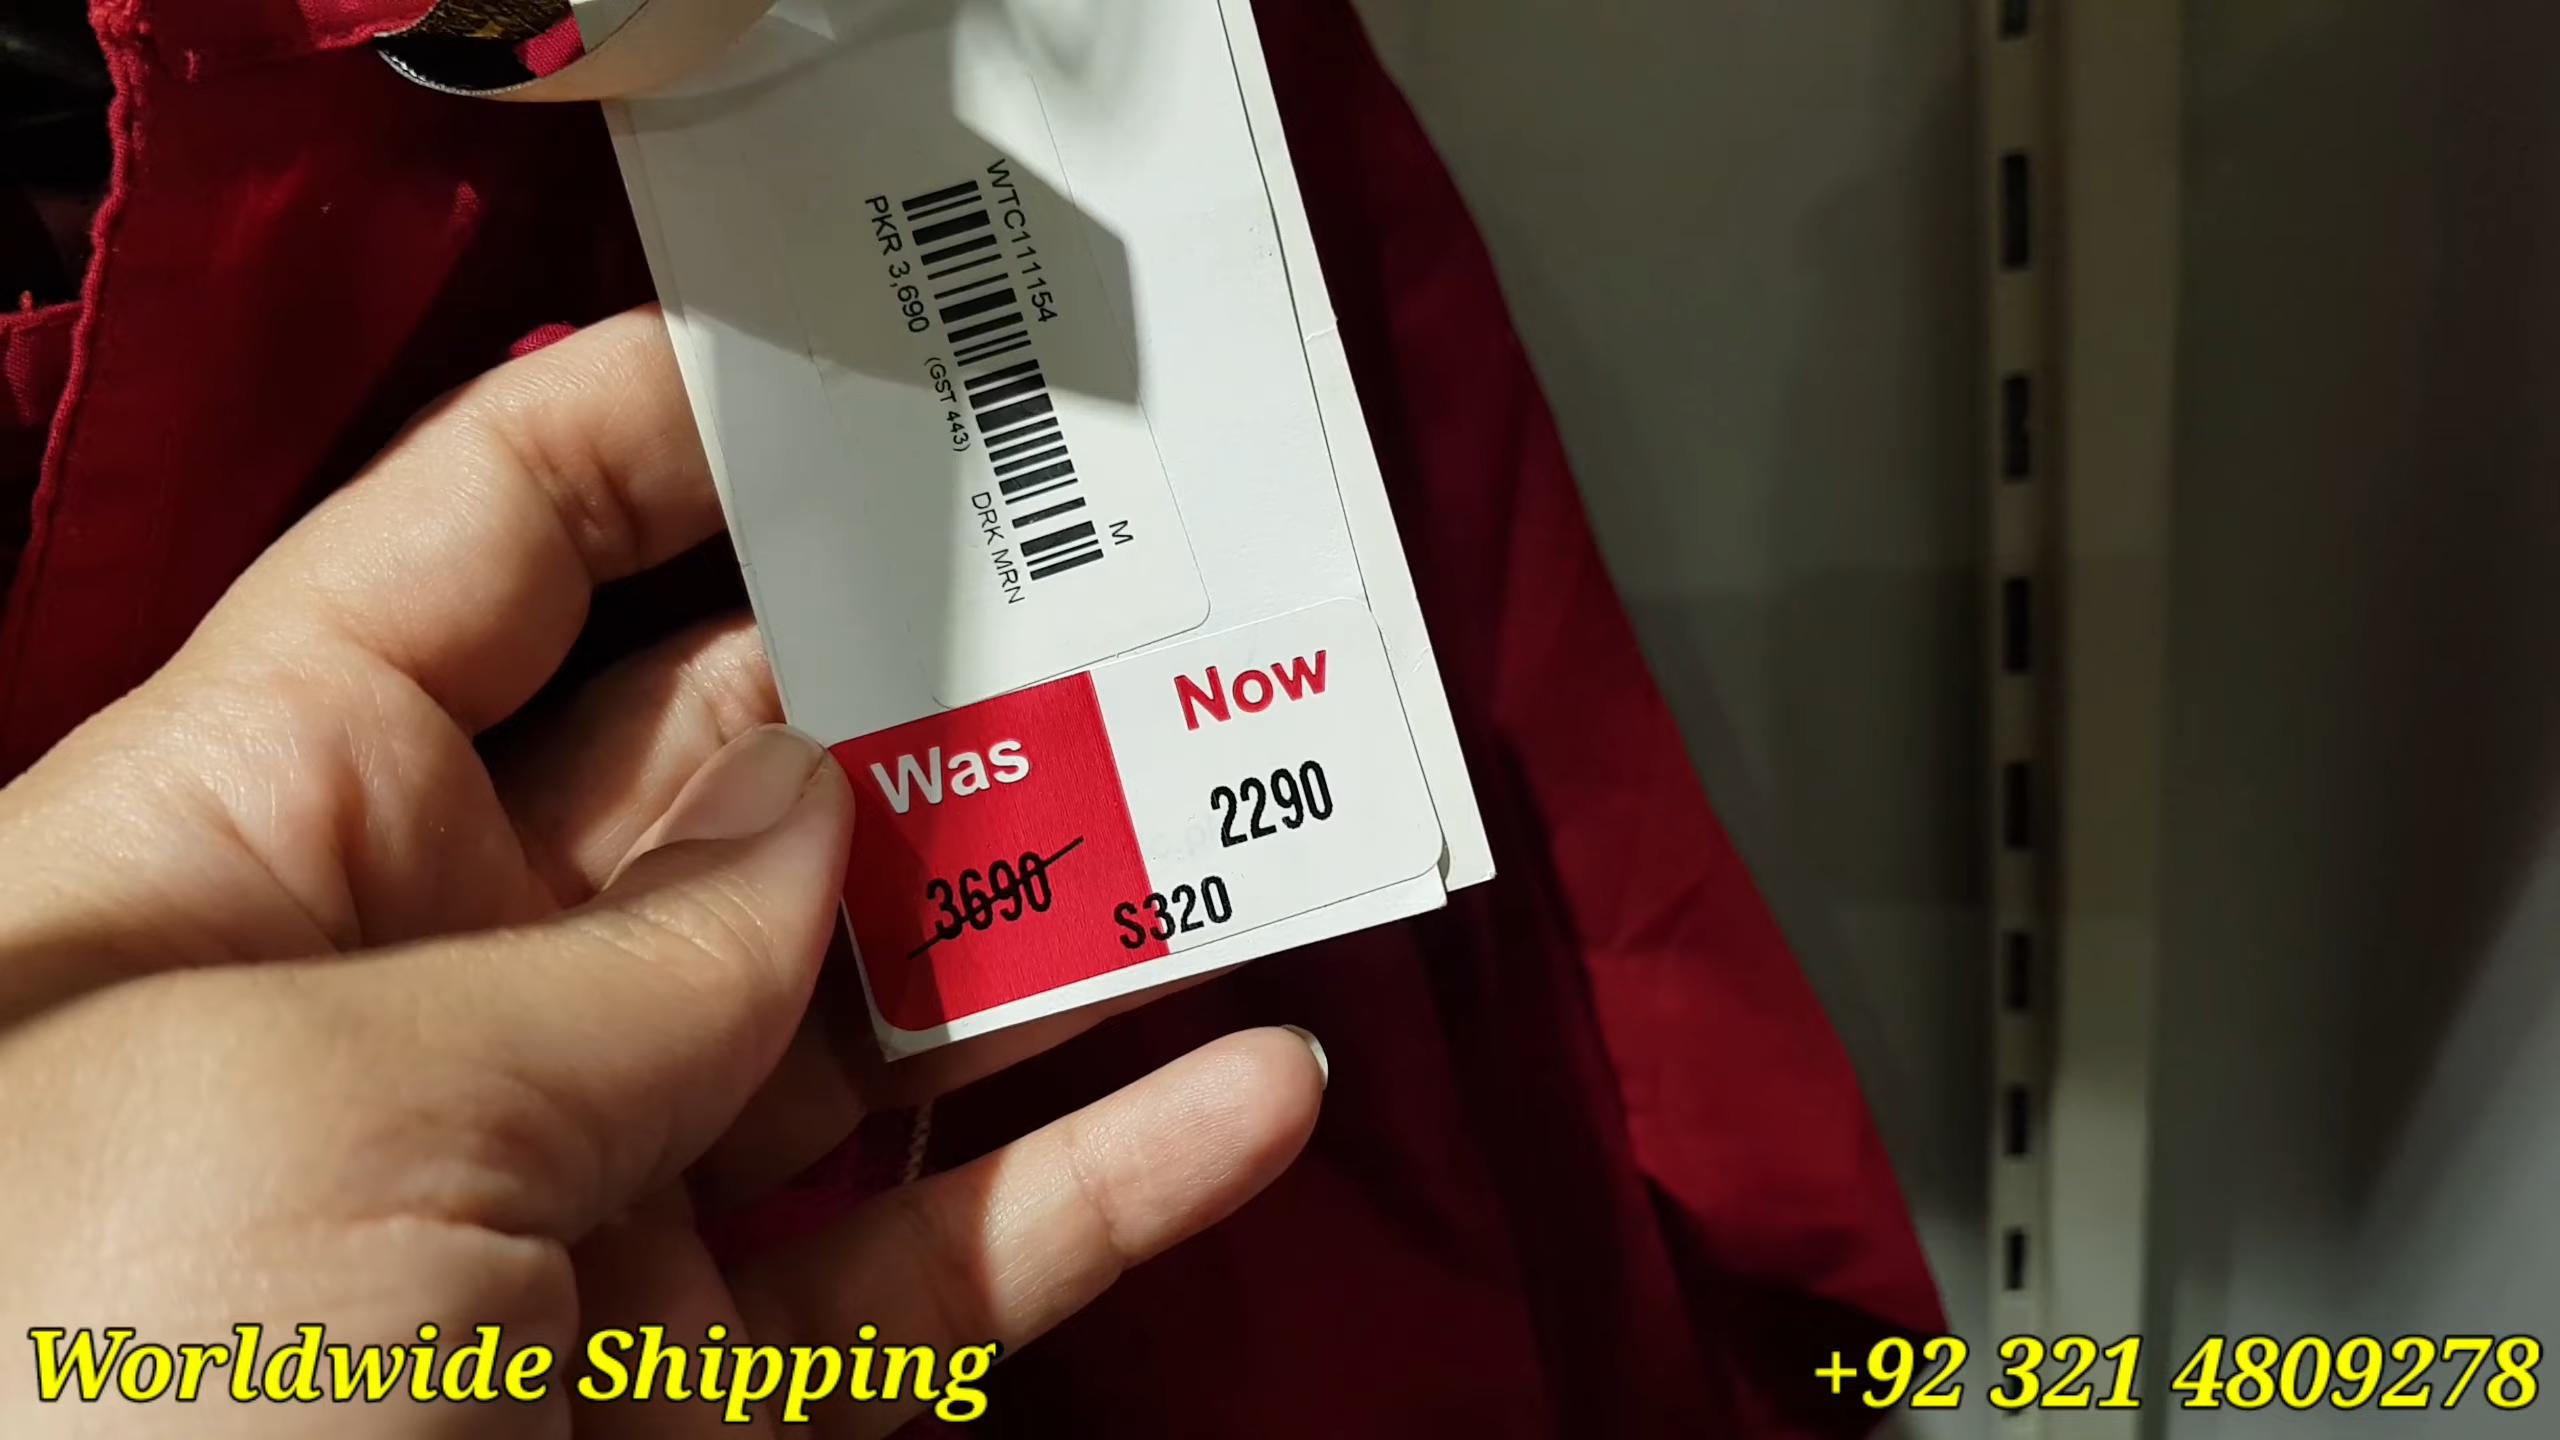 WTC111154
M
PKR 3,690 (GST 443) DRK MRN
Was
3690
Now
2290
S320
Worldwide Shipping
+92 321 4809278